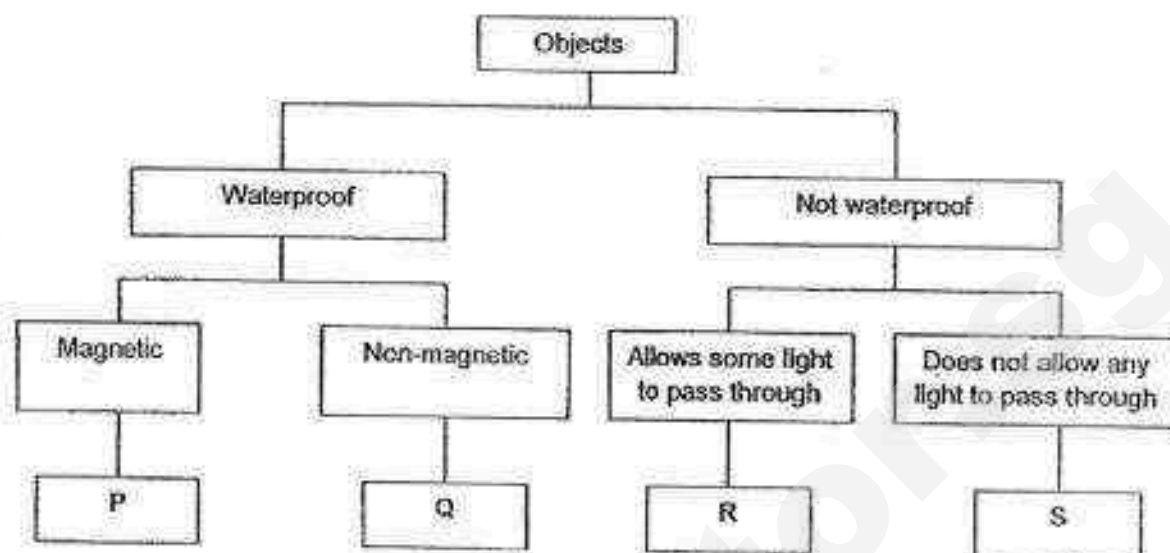 Objects
Waterproof
Not waterproof
Magnetic
Non-magnetic
Allows some light
to pass through
Does not allow any
light to pass through
P
Q
R
S
torsg